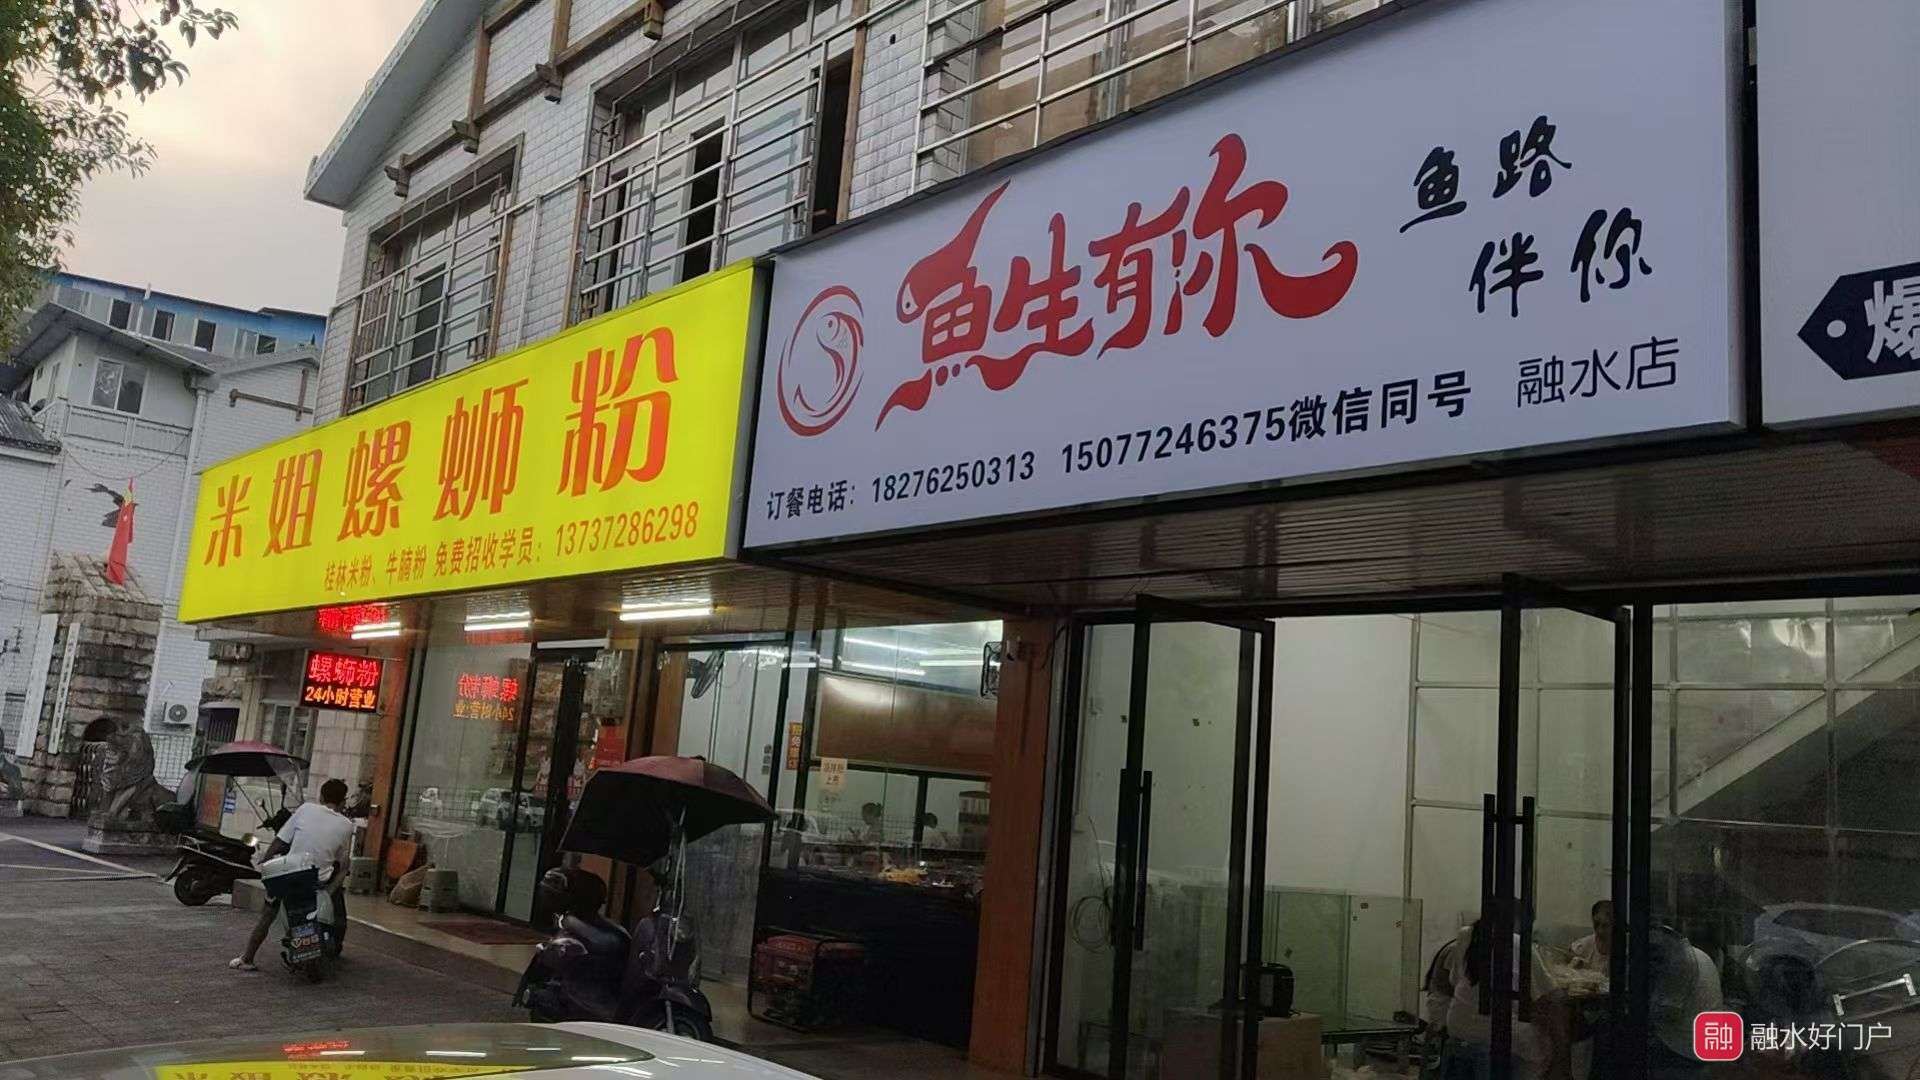 米姐螺蛳粉
桂林米粉、牛腩粉 免费招收学员：13737286298
螺蛳粉
24小时营业
魚生有你
鱼路
伴你
订餐电话：18276250313 15077246375微信同号 融水店
爆
融 融水好门户